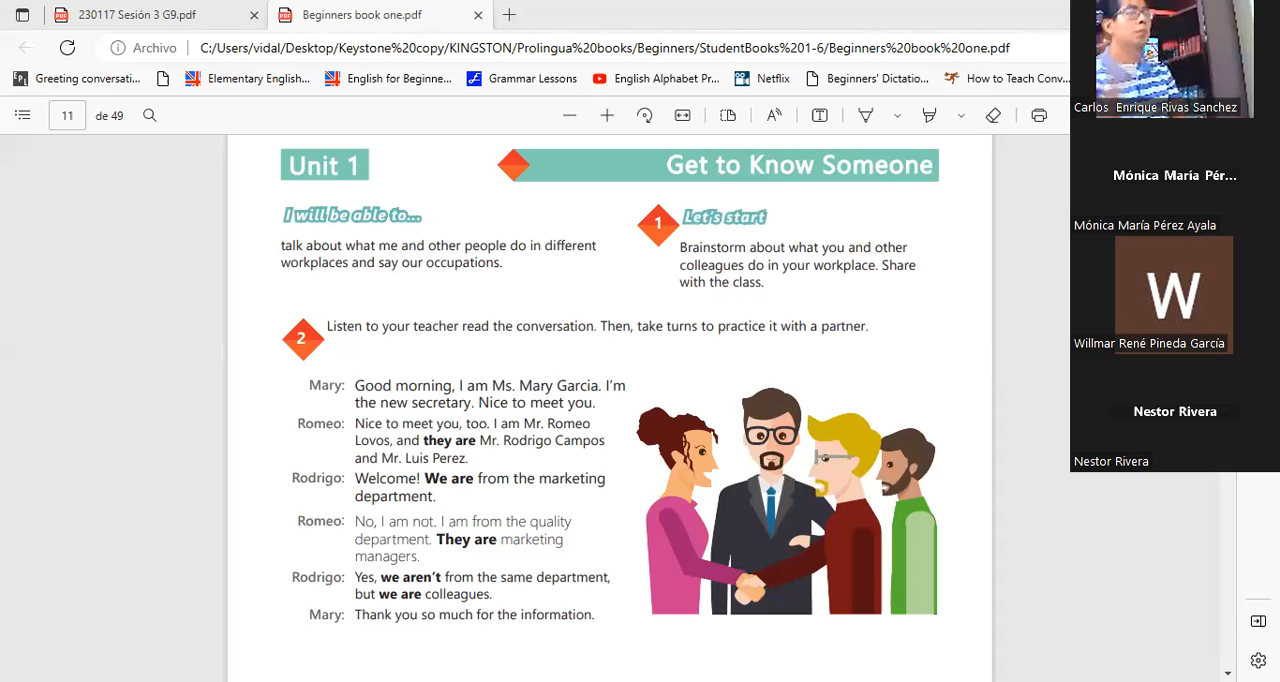 230117 Sesión 3 G9.pdf
Beginners book one.pdf
Archivo
C:/Users/vidal/Desktop/Keystone%20copy/KINGSTON/Prolingua%20books/Beginners/StudentBooks%201-6/Beginners%20book%20one.pdf
Greeting conversati...
Elementary English...
English for Beginne...
Grammar Lessons
English Alphabet Pr...
Netflix
Beginners' Dictatio...
How to Teach Conv...
11 de 49
Unit 1
Get to Know Someone
I will be able to...
talk about what me and other people do in different
workplaces and say our occupations.
1 Let's start
Brainstorm about what you and other
colleagues do in your workplace. Share
with the class.
2 Listen to your teacher read the conversation. Then, take turns to practice it with a partner.
Mary: Good morning, I am Ms. Mary Garcia. I'm
the new secretary. Nice to meet you.
Romeo: Nice to meet you, too. I am Mr. Romeo
Lovos, and they are Mr. Rodrigo Campos
and Mr. Luis Perez.
Rodrigo: Welcome! We are from the marketing
department.
Romeo: No, I am not. I am from the quality
department. They are marketing
managers.
Rodrigo: Yes, we aren't from the same department,
but we are colleagues.
Mary: Thank you so much for the information.
Carlos Enrique Rivas Sanchez
Mónica María Pér...
Mónica María Pérez Ayala
W
Willmar René Pineda García
Nestor Rivera
Nestor Rivera